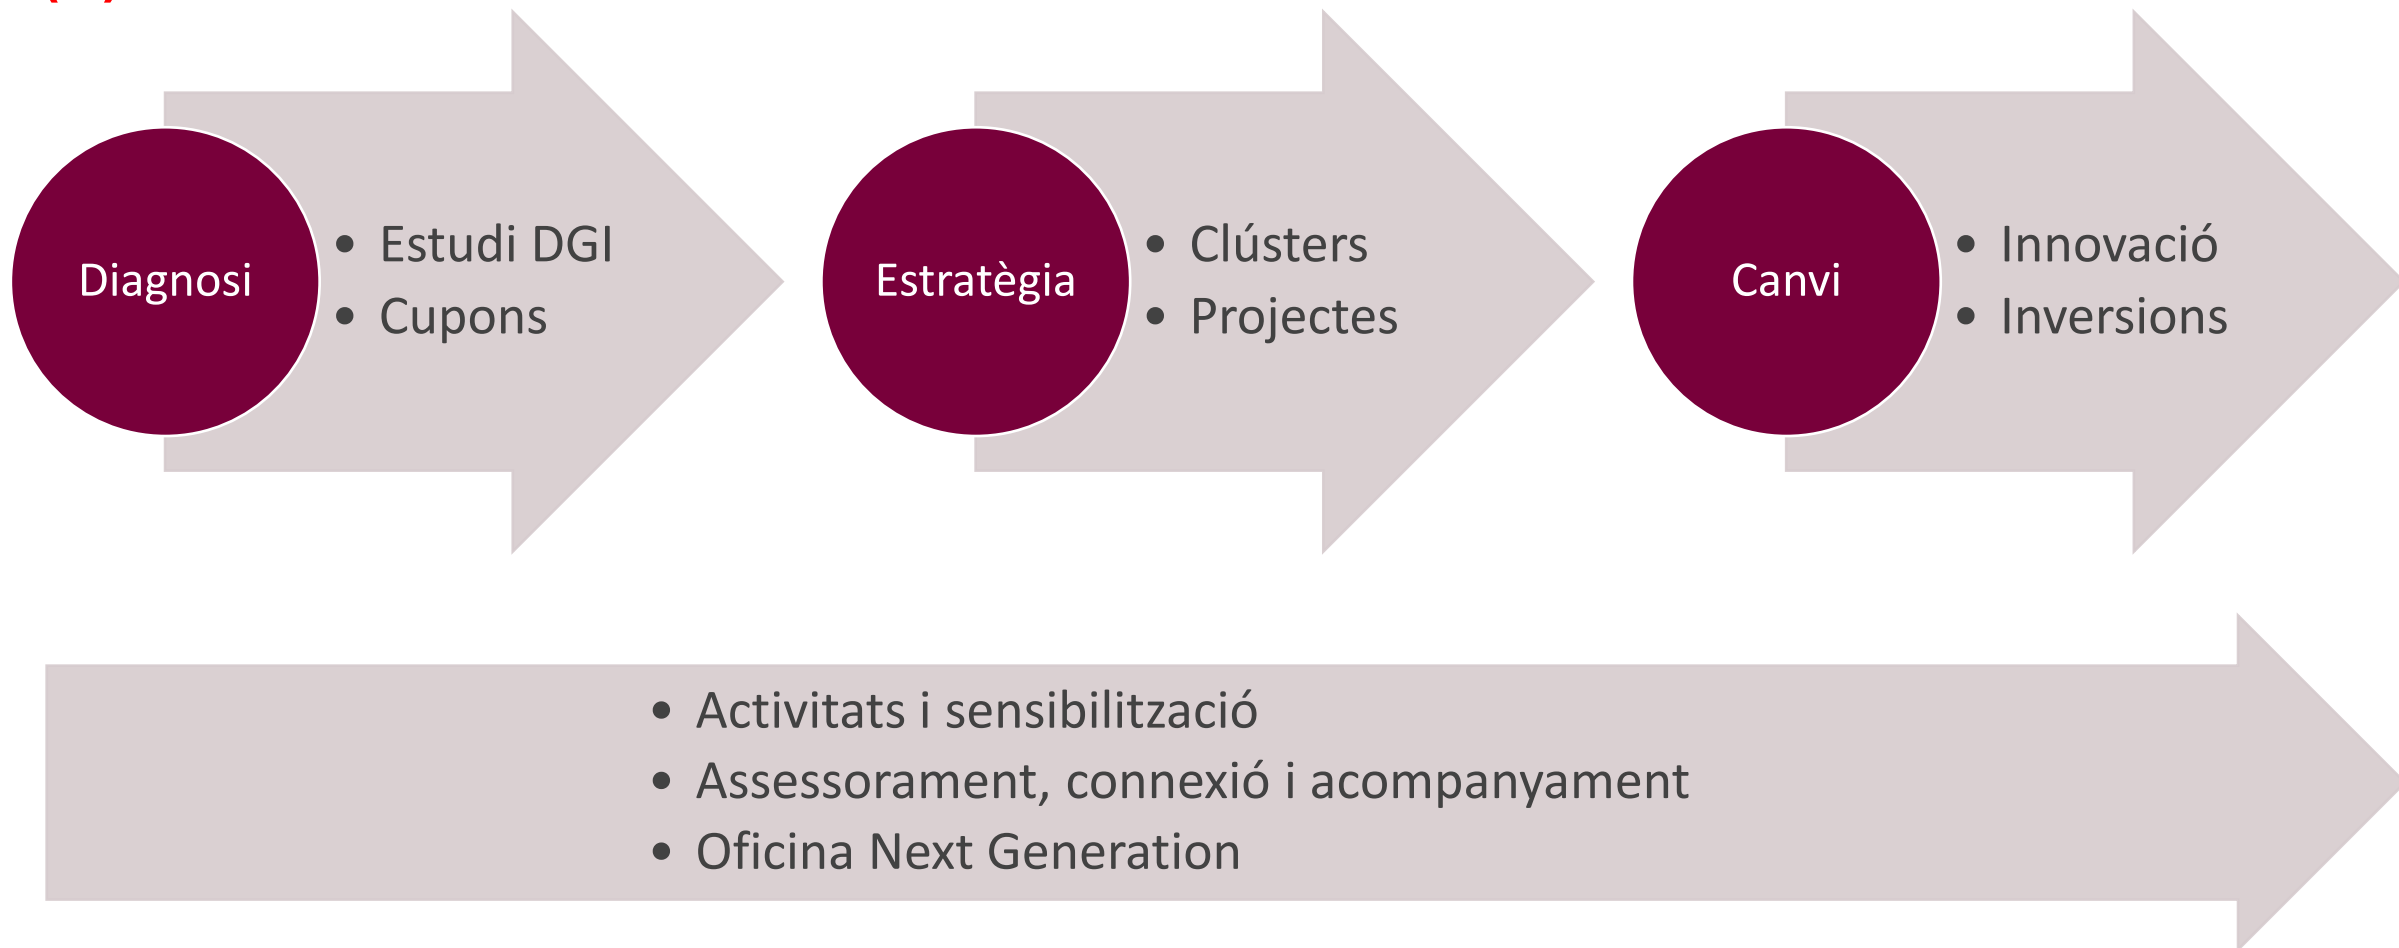 Diagnosi
• Estudi DGI
• Cupons
Estratègia
• Clústers
• Projectes
Canvi
• Innovació
• Inversions
• Activitats i sensibilització
• Assessorament, connexió i acompanyament
• Oficina Next Generation